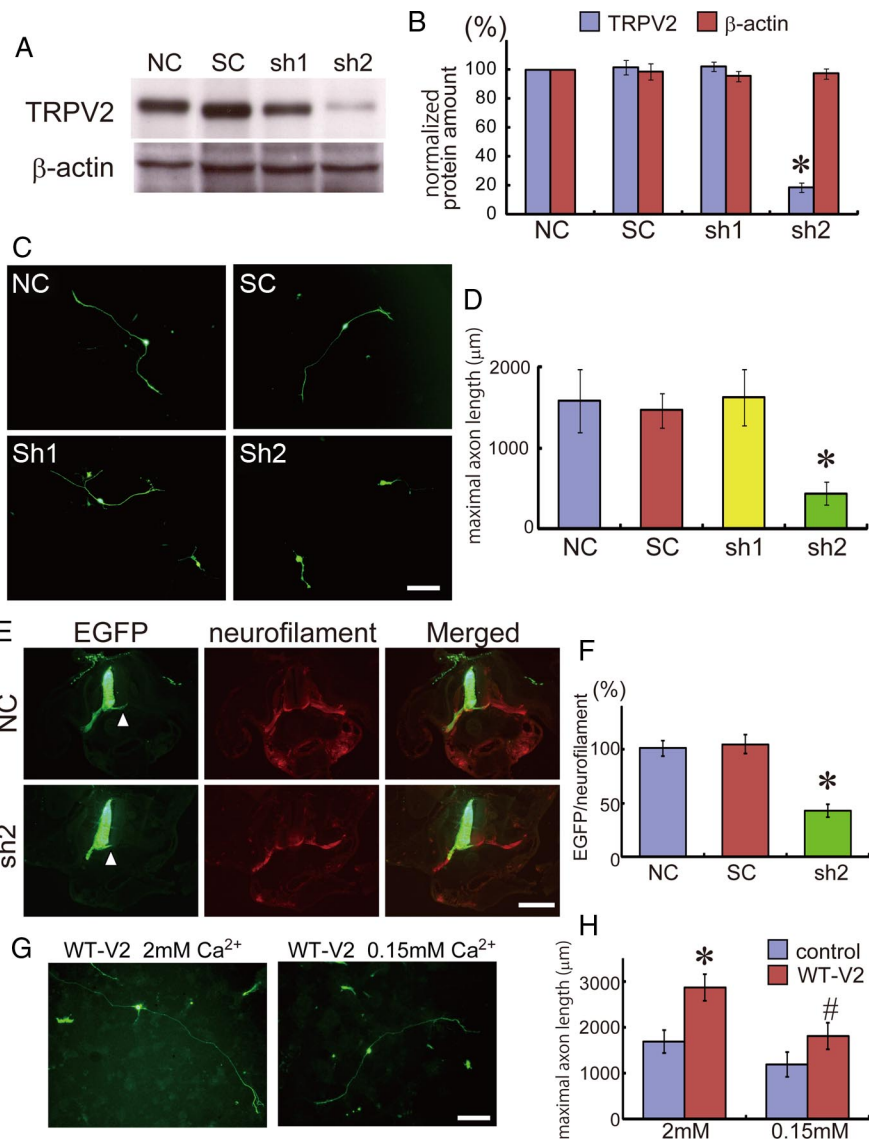 A
NC SC sh1 sh2
TRPV2
β-actin
B
(%)
TRPV2 β-actin
normalized
protein amount
100
80
60
40
20
0
*
NC SC sh1 sh2
C
NC
SC
Sh1
Sh2
D
maximal axon length (μm)
2000
1000
0
*
NC SC sh1 sh2
E
EGFP neurofilament Merged
NC
sh2
F
(%)
EGFP/neurofilament
100
50
0
*
NC SC sh2
G
WT-V2 2mM Ca2+
WT-V2 0.15mM Ca2+
H
control
WT-V2
maximal axon length (μm)
3000
2000
1000
0
*
#
2mM 0.15mM